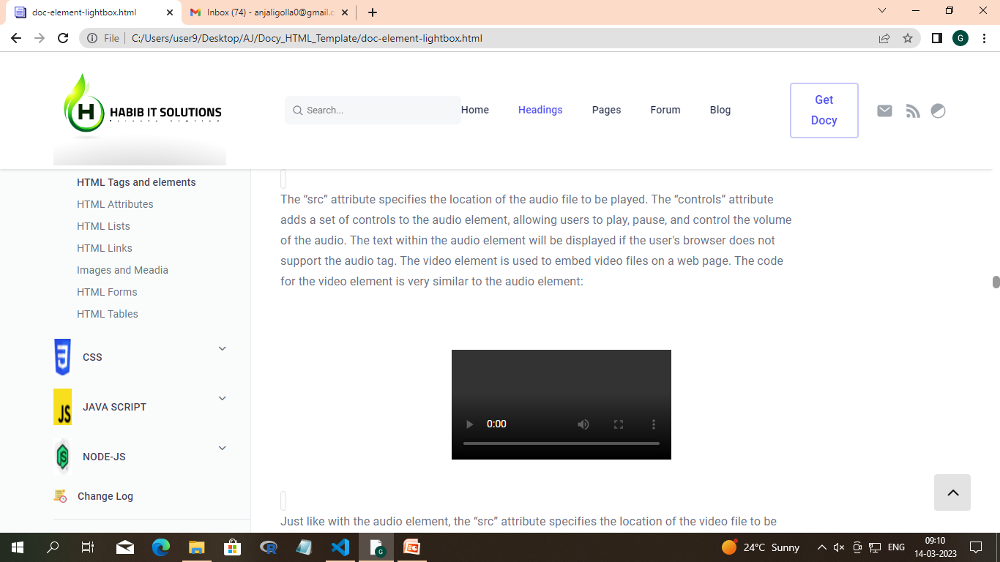 doc-element-lightbox.html
Inbox (74) - anjaligolla0@gmail.c
File
C:/Users/user9/Desktop/AJ/Docy_HTML_Template/doc-element-lightbox.html
G
H
HABIB IT SOLUTIONS
Search...
Home
Headings
Pages
Forum
Blog
Get
Docy
HTML Tags and elements
HTML Attributes
HTML Lists
HTML Links
Images and Meadia
HTML Forms
HTML Tables
CSS
JS
JAVA SCRIPT
JS
NODE-JS
Change Log
The “src” attribute specifies the location of the audio file to be played. The “controls” attribute
adds a set of controls to the audio element, allowing users to play, pause, and control the volume
of the audio. The text within the audio element will be displayed if the user's browser does not
support the audio tag. The video element is used to embed video files on a web page. The code
for the video element is very similar to the audio element:
0:00
Just like with the audio element, the “src” attribute specifies the location of the video file to be
24°C Sunny
ENG
09:10
14-03-2023